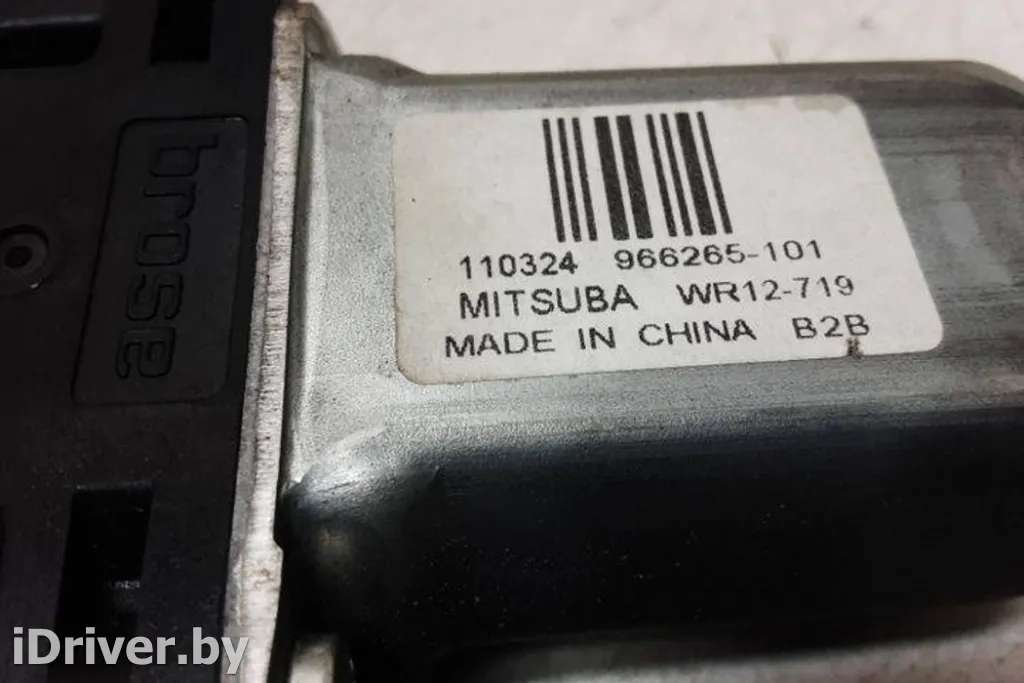 brose
110324 966265-101
MITSUBA WR12-719
MADE IN CHINA B2B
iDriver.by